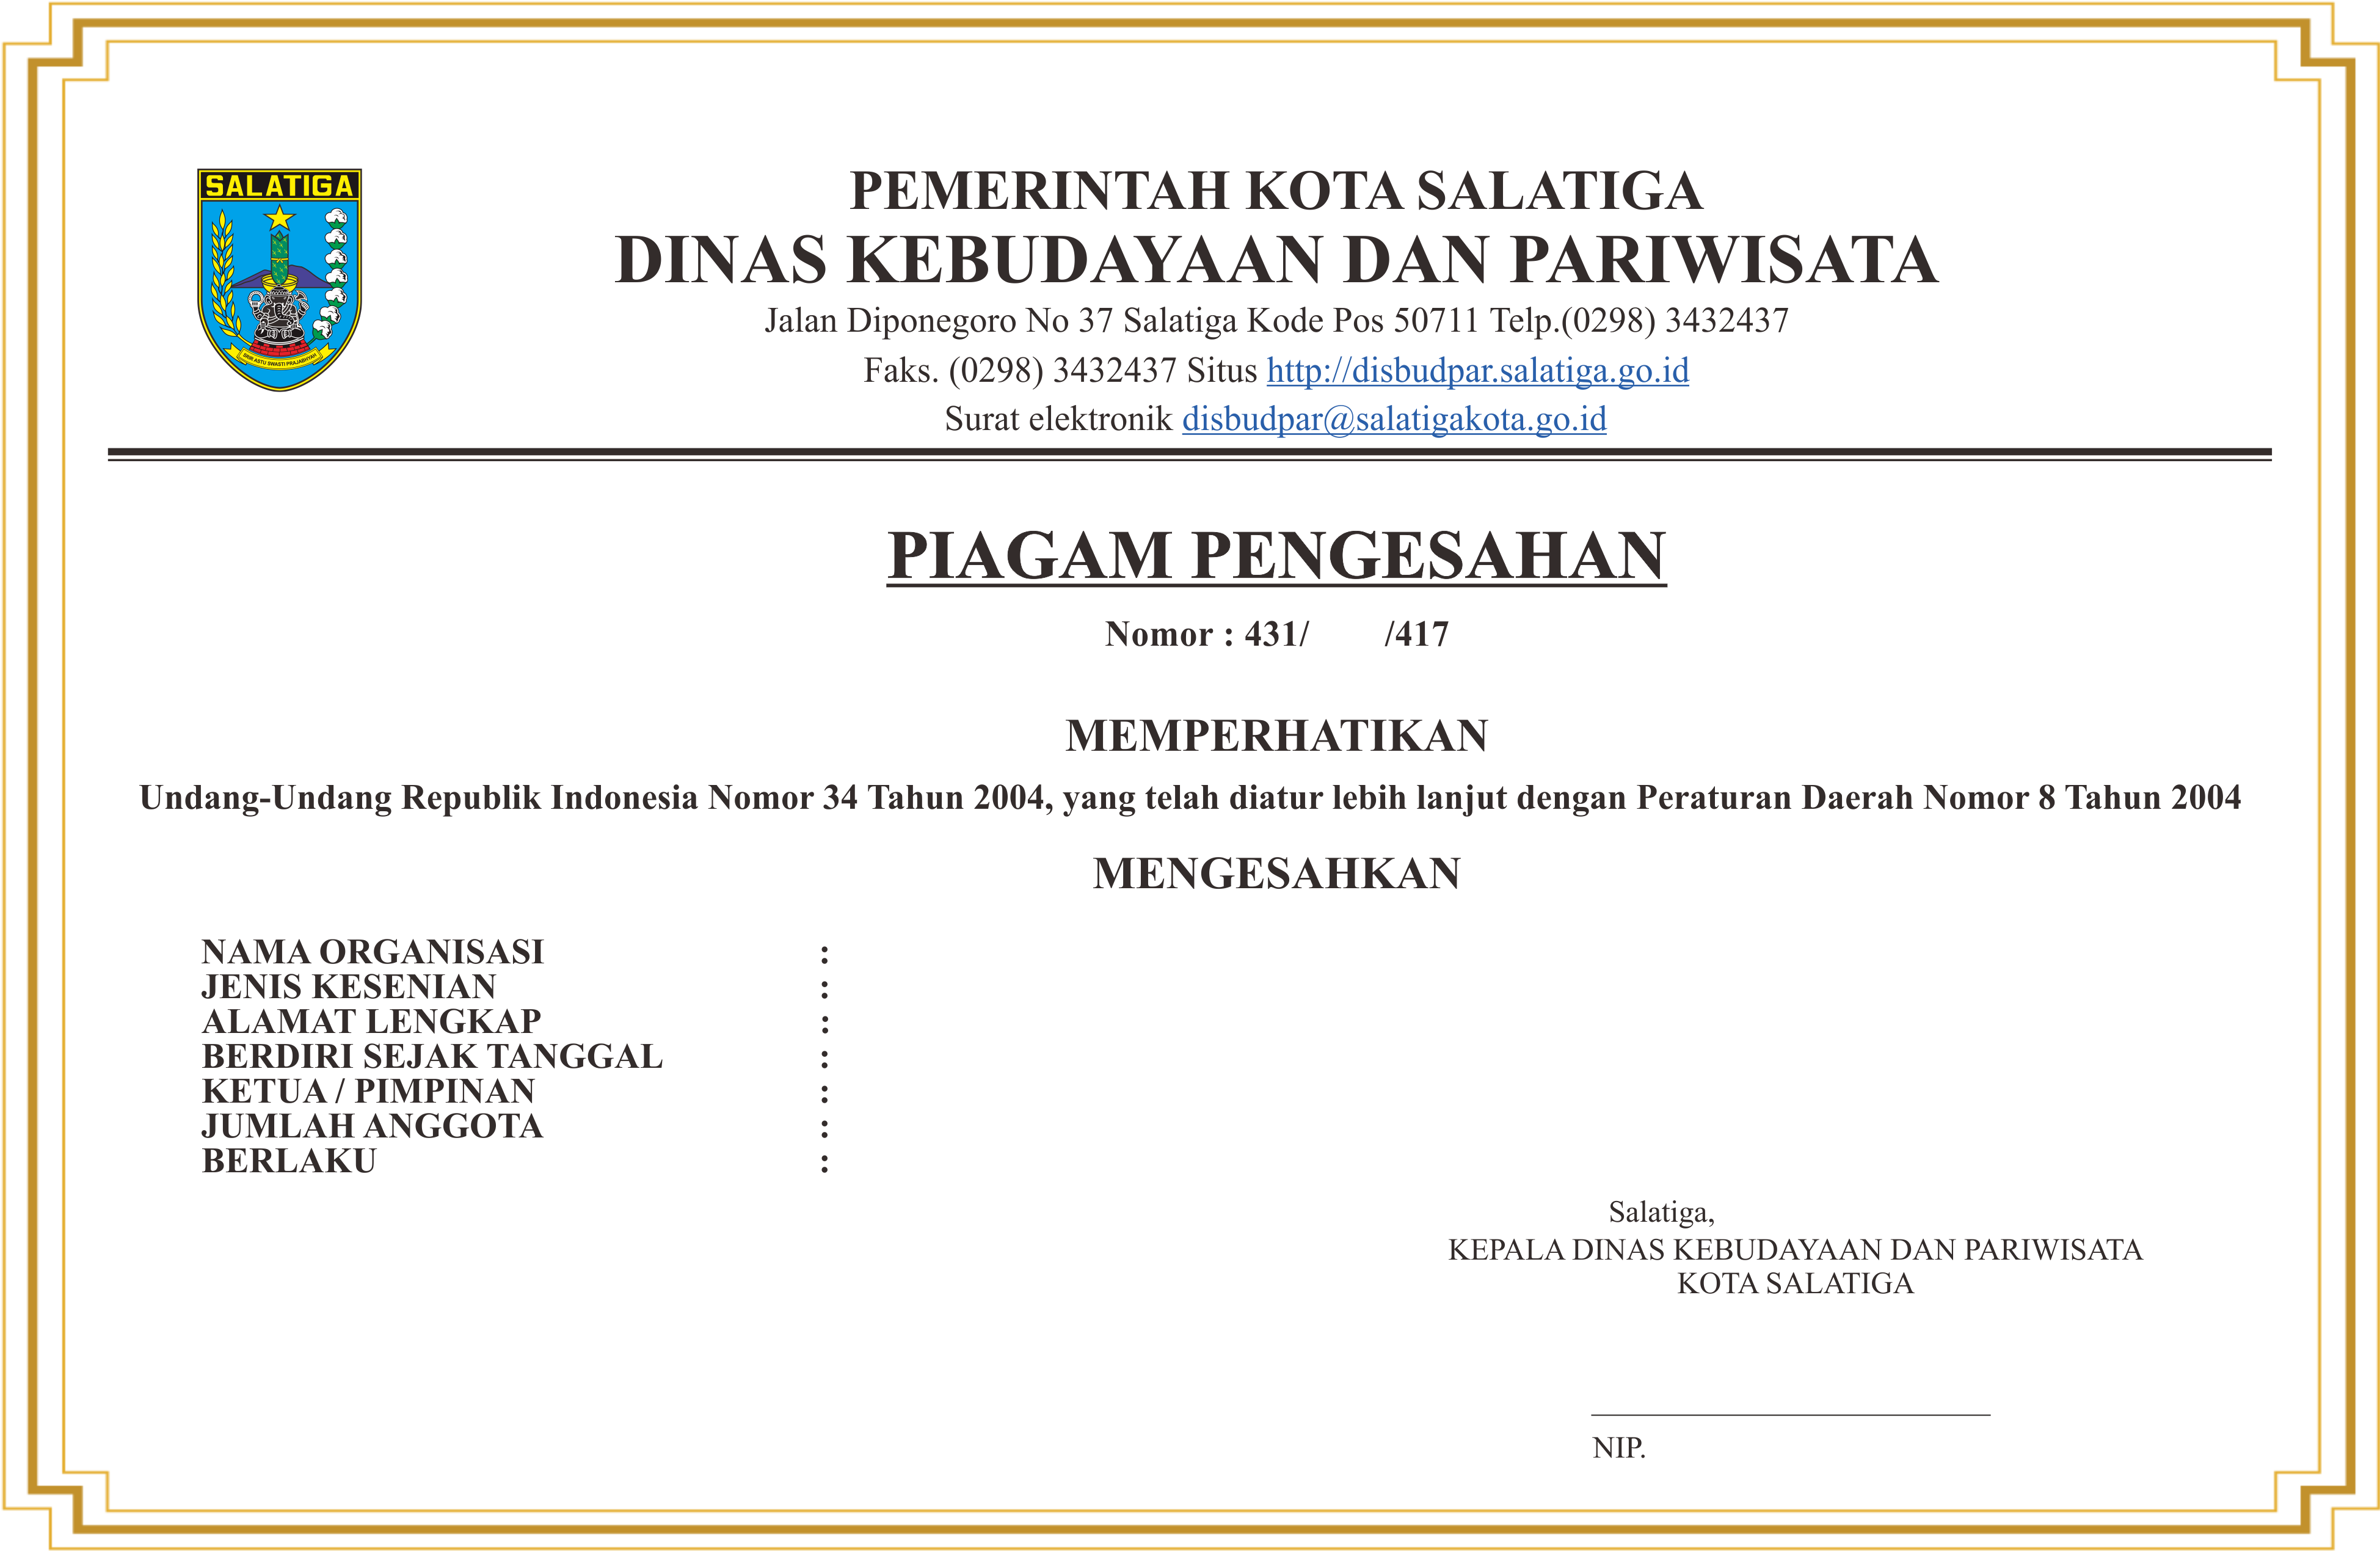 SALATIGA
SRIR ASTU SWASTI PRAJABHYAH
PEMERINTAH KOTA SALATIGA
DINAS KEBUDAYAAN DAN PARIWISATA
Jalan Diponegoro No 37 Salatiga Kode Pos 50711 Telp.(0298) 3432437
Faks. (0298) 3432437 Situs http://disbudpar.salatiga.go.id
Surat elektronik disbudpar@salatigakota.go.id
PIAGAM PENGESAHAN
Nomor : 431/ /417
MEMPERHATIKAN
Undang-Undang Republik Indonesia Nomor 34 Tahun 2004, yang telah diatur lebih lanjut dengan Peraturan Daerah Nomor 8 Tahun 2004
MENGESAHKAN
NAMA ORGANISASI :
JENIS KESENIAN :
ALAMAT LENGKAP :
BERDIRI SEJAK TANGGAL :
KETUA / PIMPINAN :
JUMLAH ANGGOTA :
BERLAKU :
Salatiga,
KEPALA DINAS KEBUDAYAAN DAN PARIWISATA
KOTA SALATIGA
NIP.